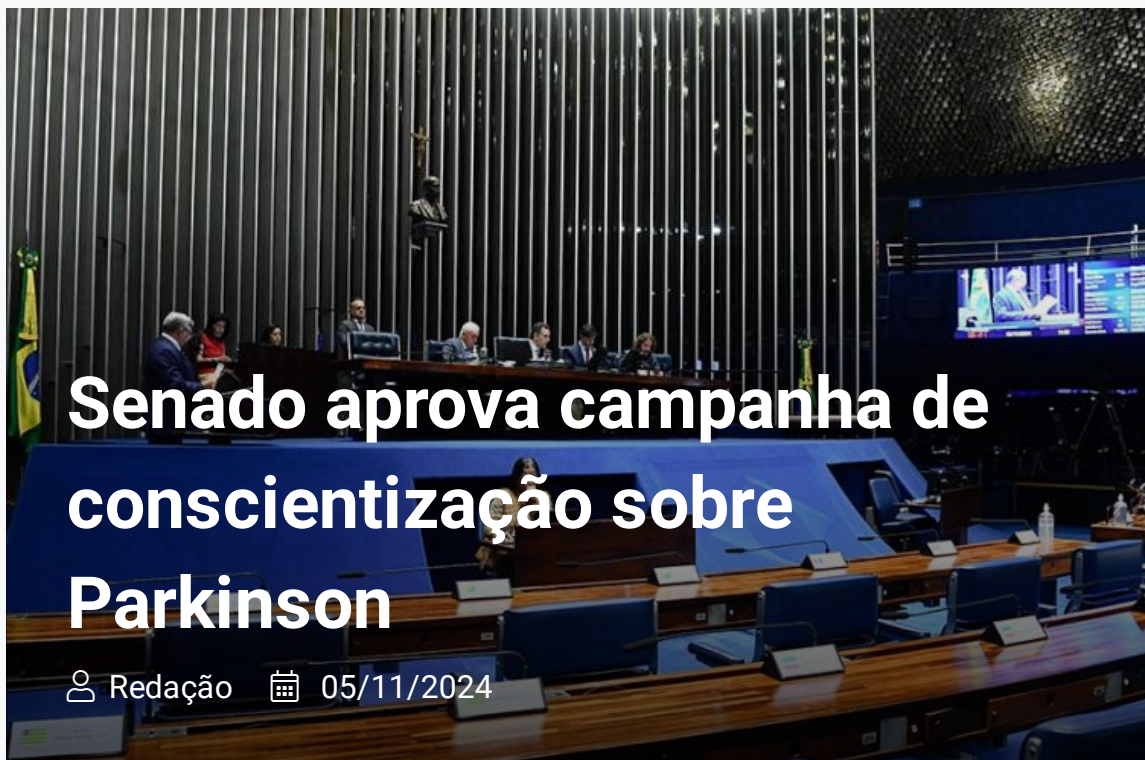 Senado aprova campanha de
conscientização sobre
Parkinson
Redação 05/11/2024